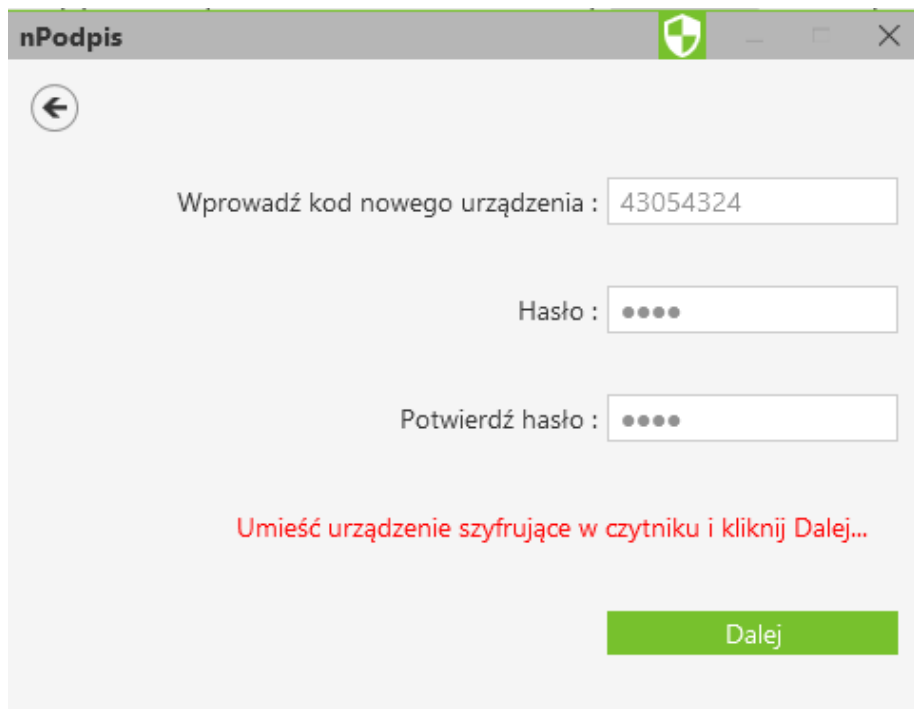 nPodpis
Wprowadź kod nowego urządzenia : 43054324
Hasło : ●●●●
Potwierdź hasło : ●●●●
Umieść urządzenie szyfrujące w czytniku i kliknij Dalej...
Dalej